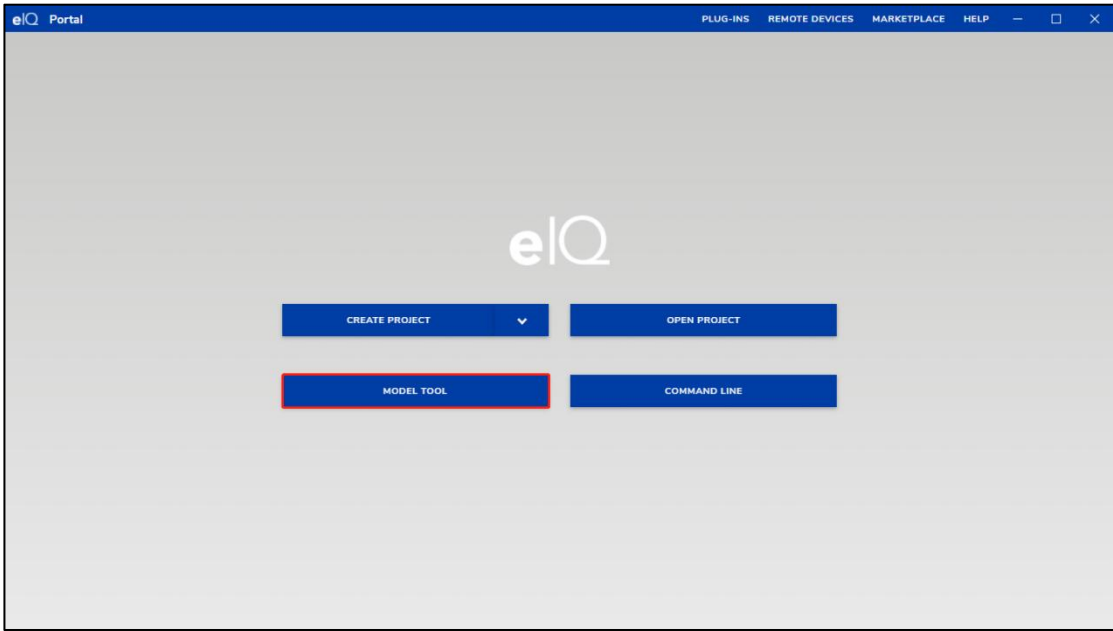 eIQ Portal PLUG-INS REMOTE DEVICES MARKETPLACE HELP
eIQ
CREATE PROJECT OPEN PROJECT
MODEL TOOL COMMAND LINE